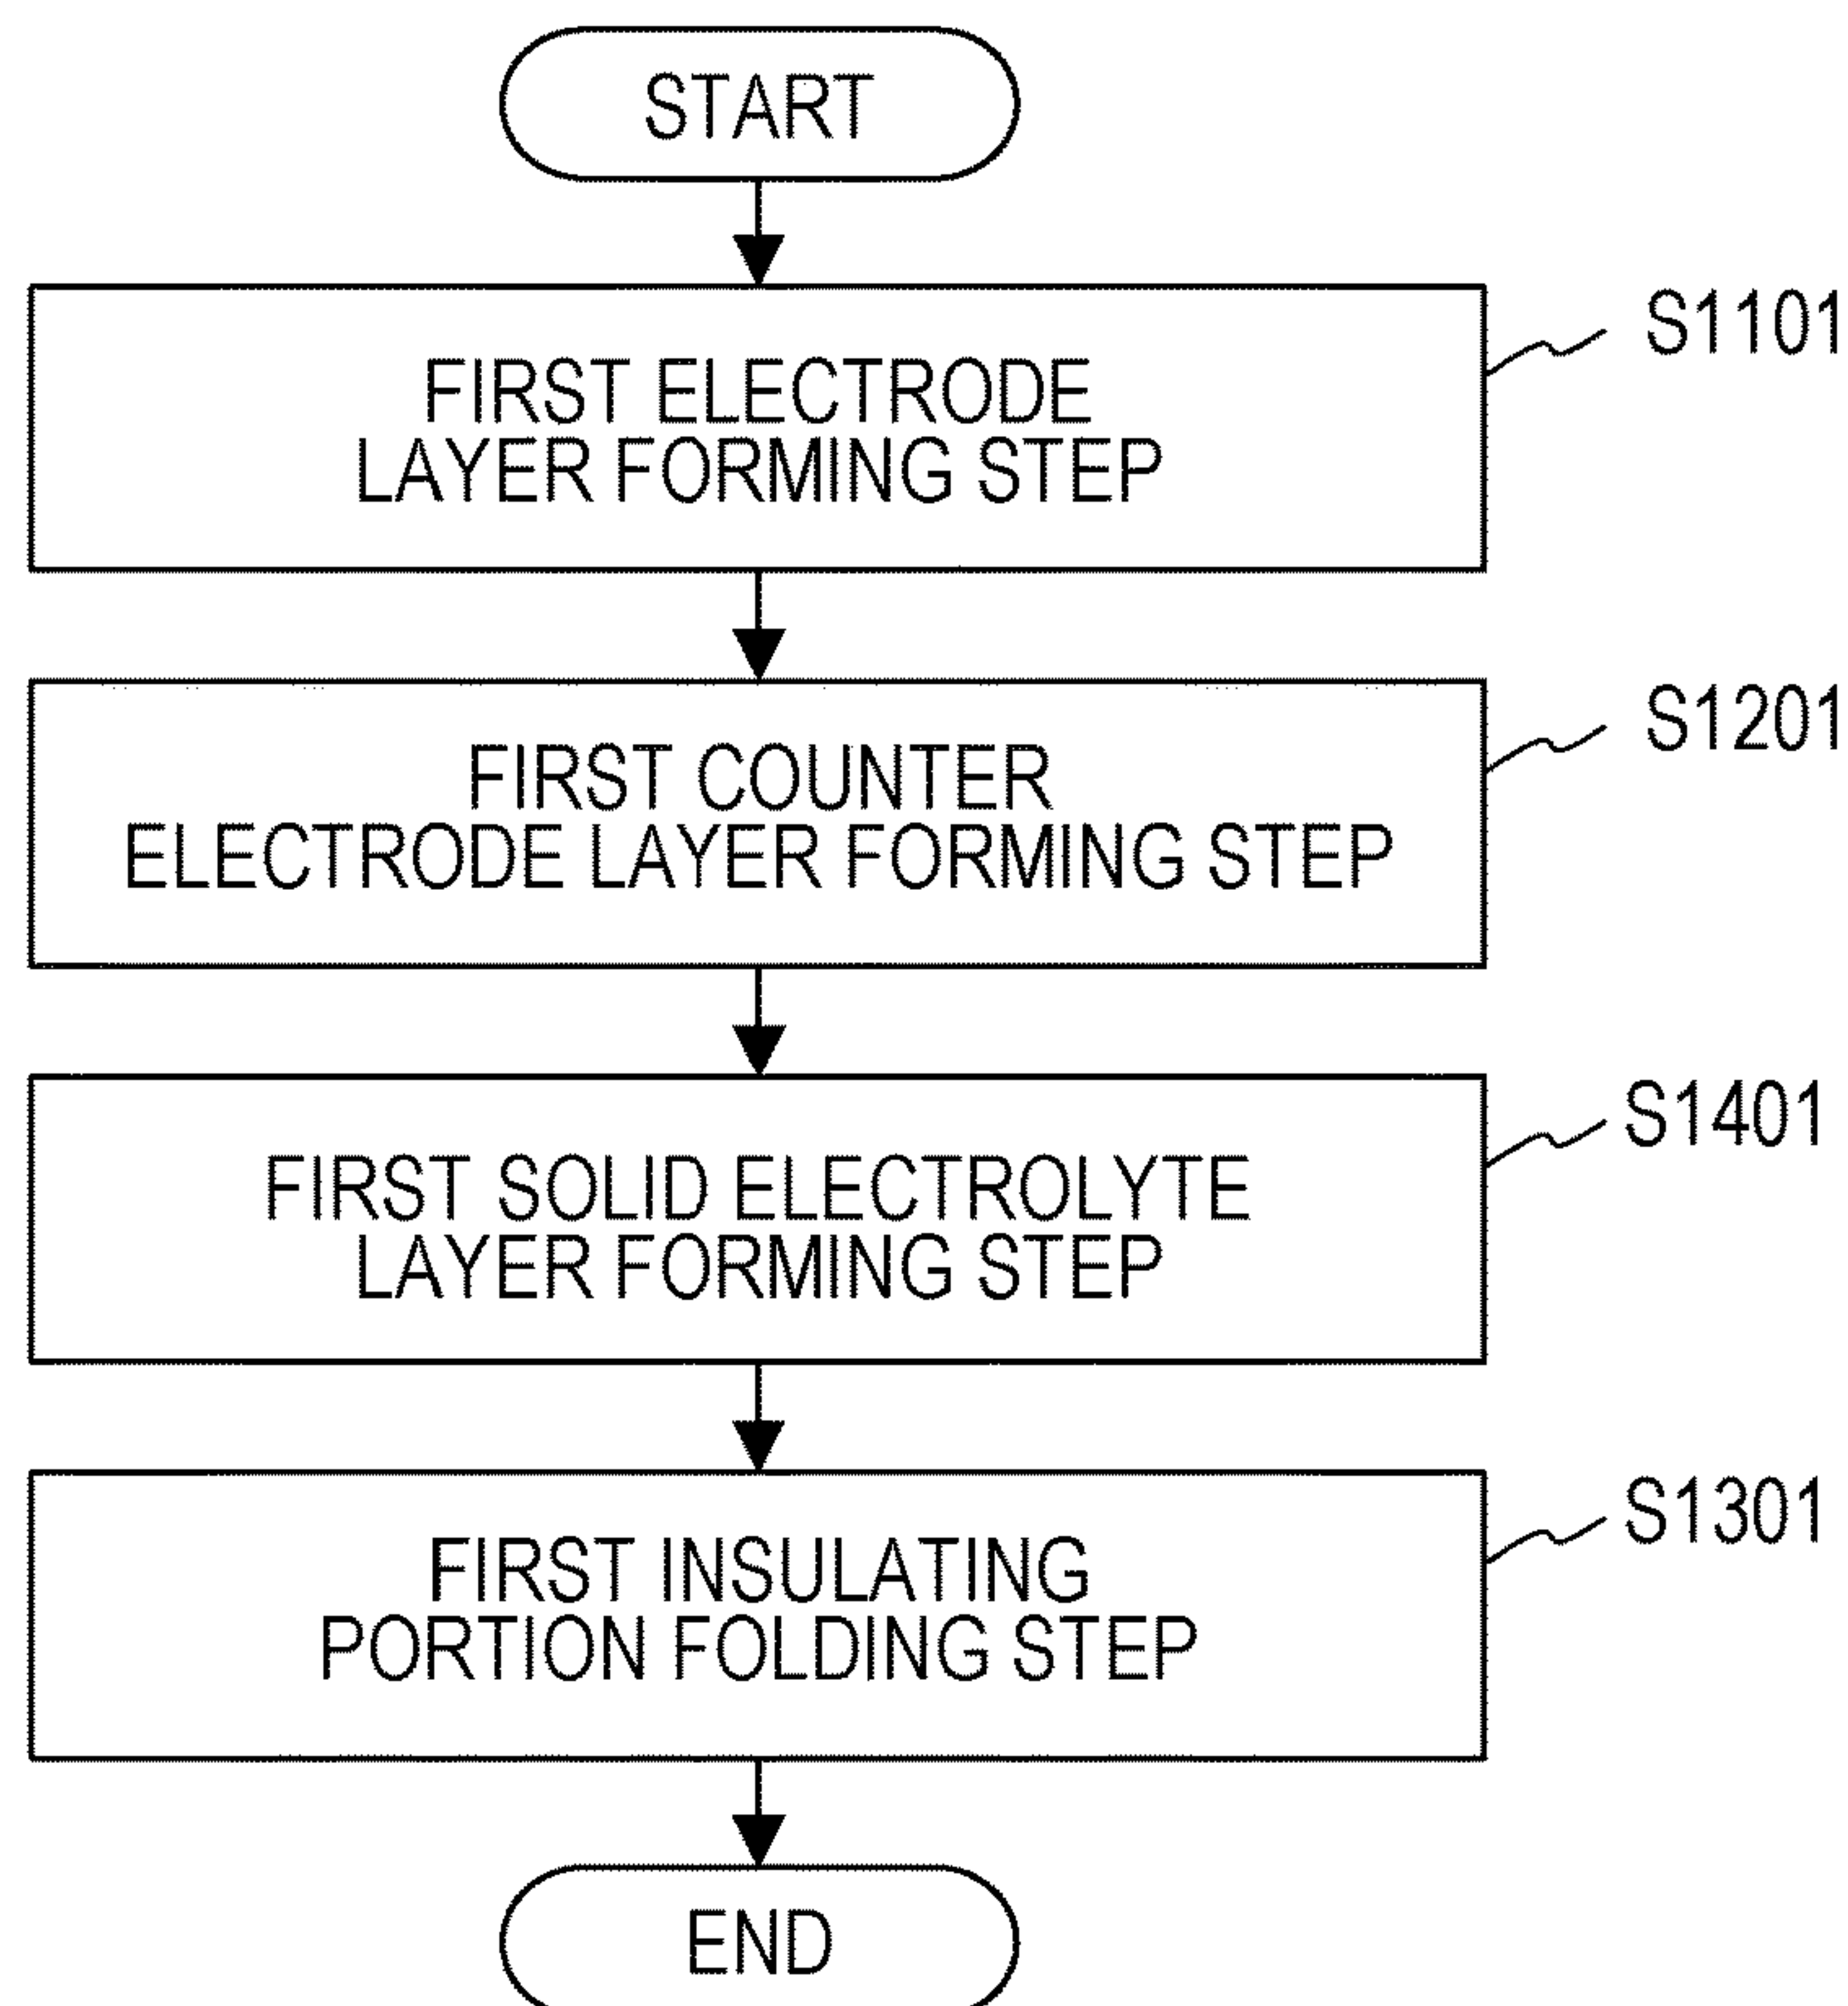 START
FIRST ELECTRODE
LAYER FORMING STEP
S1101
FIRST COUNTER
ELECTRODE LAYER FORMING STEP
S1201
FIRST SOLID ELECTROLYTE
LAYER FORMING STEP
S1401
FIRST INSULATING
PORTION FOLDING STEP
S1301
END